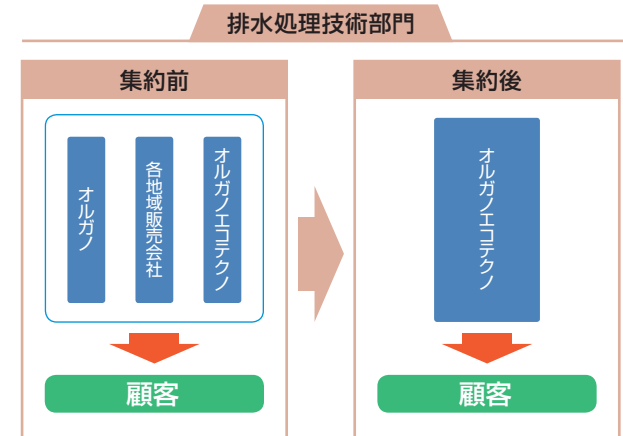 排水処理技術部門
集約前
オルガノ
各地域販売会社
オルガノエコテクノ
顧客
集約後
オルガノエコテクノ
顧客